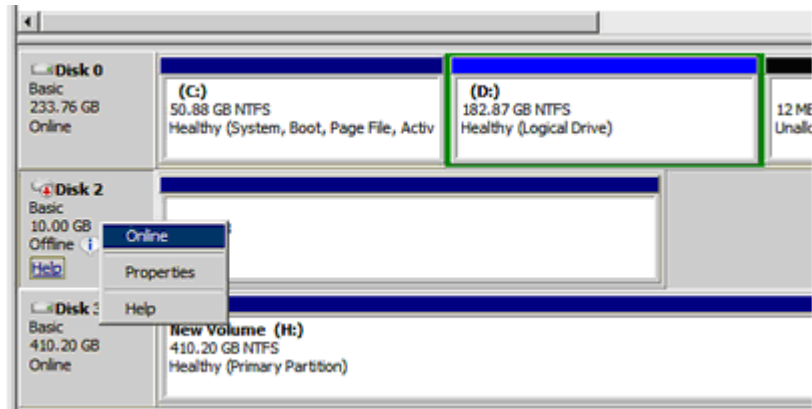 Disk 0
Basic
233.76 GB
Online
(C:)
50.88 GB NTFS
Healthy (System, Boot, Page File, Activ
(D:)
182.87 GB NTFS
Healthy (Logical Drive)
12 ME
Unallo
Disk 2
Basic
10.00 GB
Offline
Help
Online
Properties
Help
Disk 3
Basic
410.20 GB
Online
New Volume (H:)
410.20 GB NTFS
Healthy (Primary Partition)